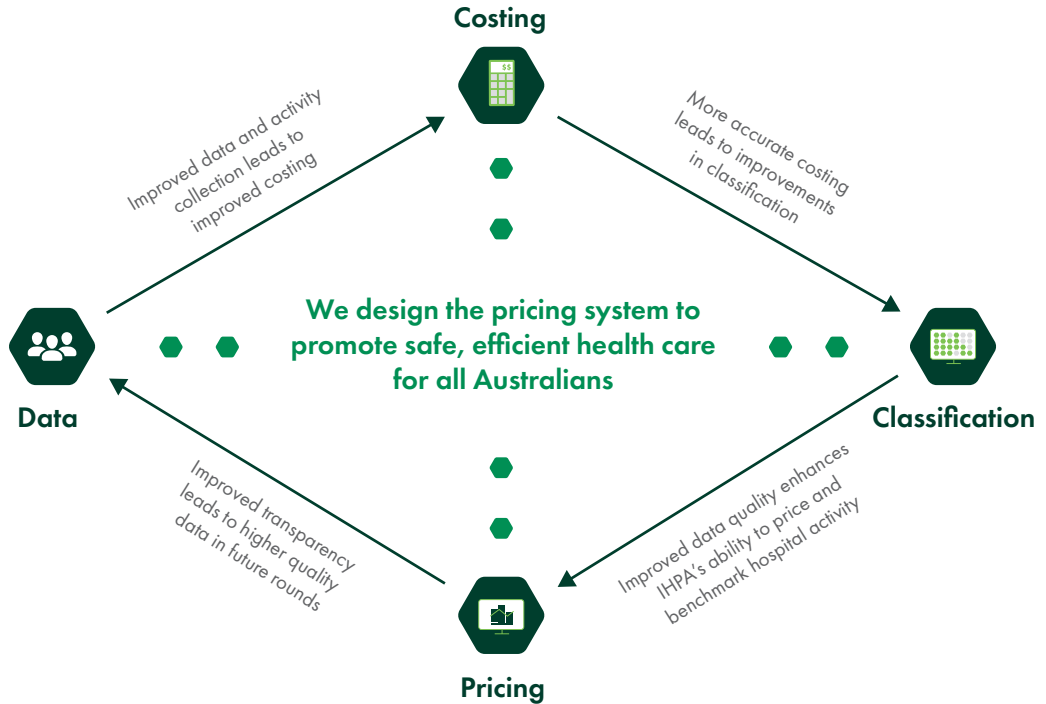 Costing
$$
Improved data and activity
collection leads to
improved costing
More accurate costing
leads to improvements
in classification
We design the pricing system to
promote safe, efficient health care
for all Australians
Data
Classification
Improved transparency
leads to higher quality
data in future rounds
Improved data quality enhances
IHPA's ability to price and
benchmark hospital activity
Pricing